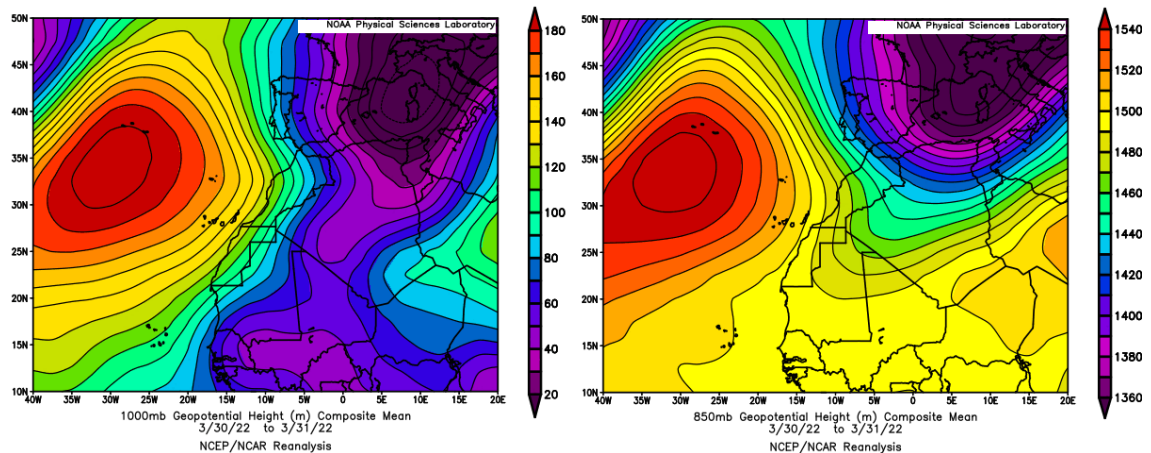 NOAA Physical Sciences Laboratory
50N
45N
40N
35N
30N
25N
20N
15N
10N
40W 35W 30W 25W 20W 15W 10W 5W 0 5E 10E 15E 20E
180
160
140
120
100
80
60
40
20
1000mb Geopotential Height (m) Composite Mean
3/30/22 to 3/31/22
NCEP/NCAR Reanalysis
NOAA Physical Sciences Laboratory
50N
45N
40N
35N
30N
25N
20N
15N
10N
40W 35W 30W 25W 20W 15W 10W 5W 0 5E 10E 15E 20E
1540
1520
1500
1480
1460
1440
1420
1400
1380
1360
850mb Geopotential Height (m) Composite Mean
3/30/22 to 3/31/22
NCEP/NCAR Reanalysis